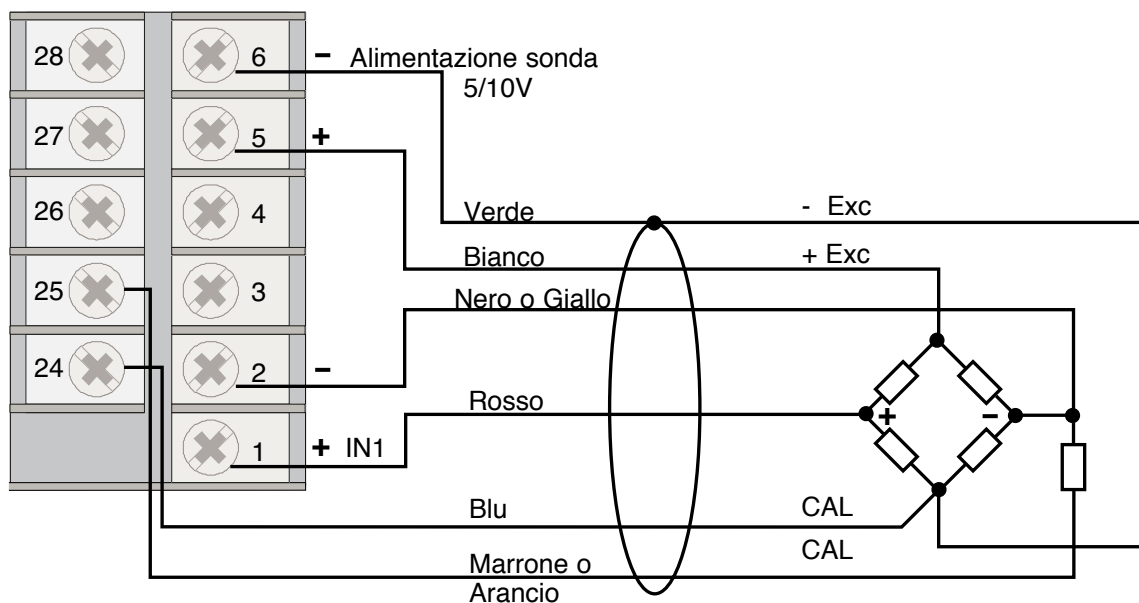 28
6
–
Alimentazione sonda
5/10V
27
5
+
26
4
Verde
- Exc
Bianco
+ Exc
25
3
Nero o Giallo
24
2
–
Rosso
+
–
1
+ IN1
Blu
CAL
CAL
Marrone o
Arancio